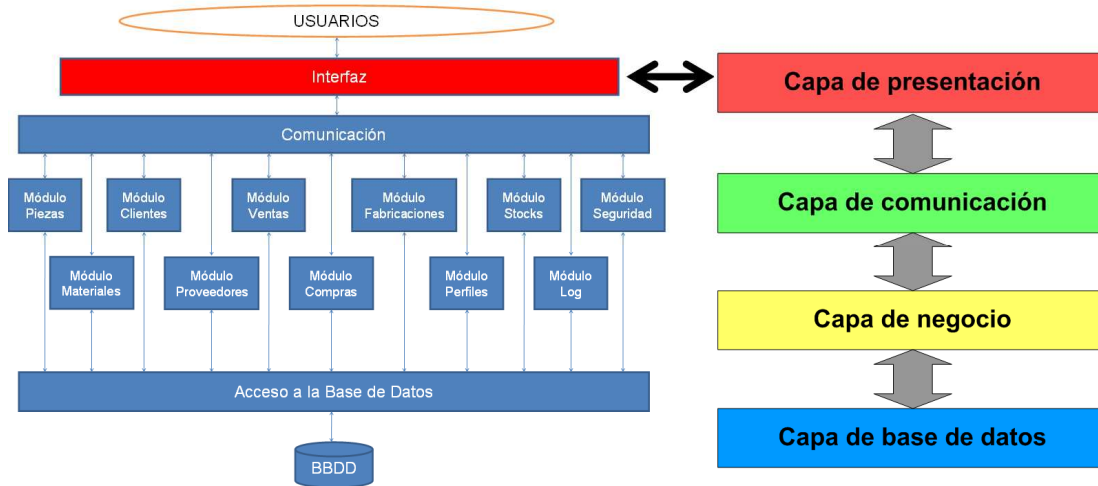 USUARIOS
Interfaz
Comunicación
Módulo
Piezas
Módulo
Clientes
Módulo
Ventas
Módulo
Fabricaciones
Módulo
Stocks
Módulo
Seguridad
Módulo
Materiales
Módulo
Proveedores
Módulo
Compras
Módulo
Perfiles
Módulo
Log
Acceso a la Base de Datos
BBDD
Capa de presentación
Capa de comunicación
Capa de negocio
Capa de base de datos